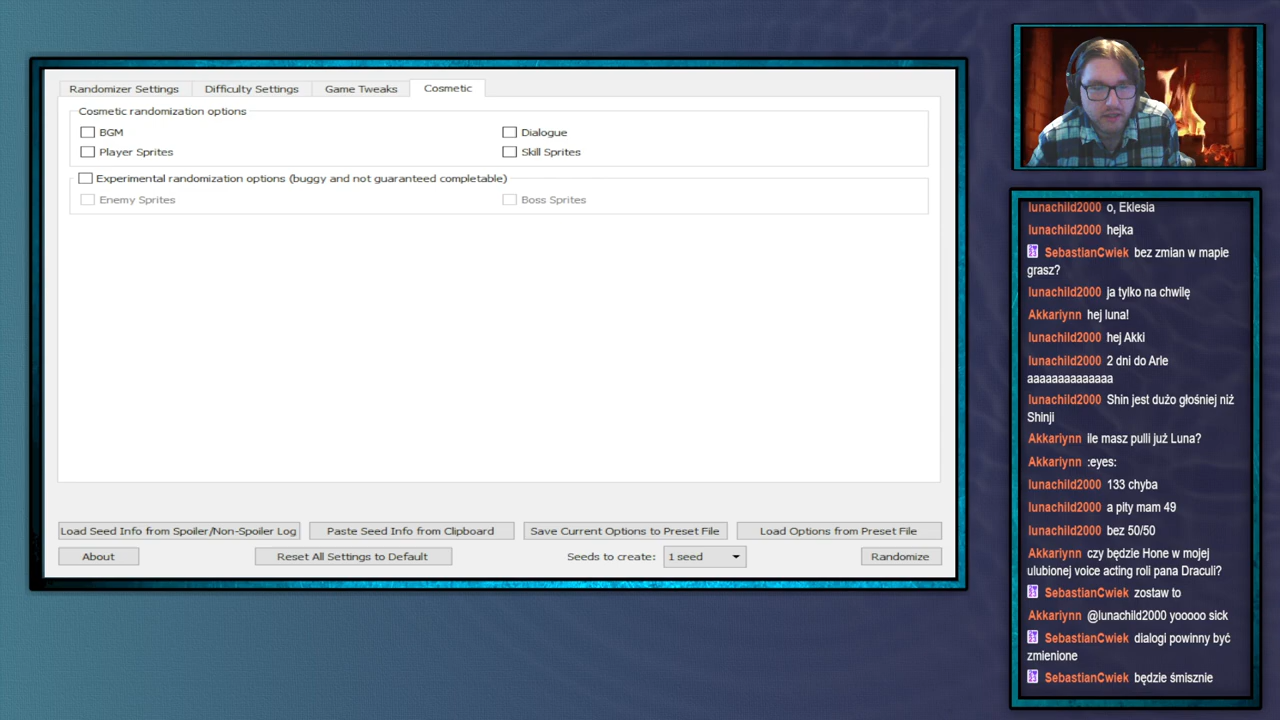 Randomizer Settings
Difficulty Settings
Game Tweaks
Cosmetic
Cosmetic randomization options
BGM
Dialogue
Player Sprites
Skill Sprites
Experimental randomization options (buggy and not guaranteed completable)
Enemy Sprites
Boss Sprites
Load Seed Info from Spoiler/Non-Spoiler Log
Paste Seed Info from Clipboard
Save Current Options to Preset File
Load Options from Preset File
About
Reset All Settings to Default
Seeds to create:
1 seed
Randomize
lunachild2000 o, Eklesia
lunachild2000 hejka
SebastianCwiek bez zmian w mapie
grasz?
lunachild2000 ja tylko na chwilę
Akkariynn hej luna!
lunachild2000 hej Akki
lunachild2000 2 dni do Arle
aaaaaaaaaaaaaa
lunachild2000 Shin jest dużo głośniej niż
Shinji
Akkariynn ile masz pulli już Luna?
Akkariynn :eyes:
lunachild2000 133 chyba
lunachild2000 a pity mam 49
lunachild2000 bez 50/50
Akkariynn czy będzie Hone w mojej
ulubionej voice acting roli pana Draculi?
SebastianCwiek zostaw to
Akkariynn @lunachild2000 yooooo sick
SebastianCwiek dialogi powinny być
zmienione
SebastianCwiek będzie śmisznie